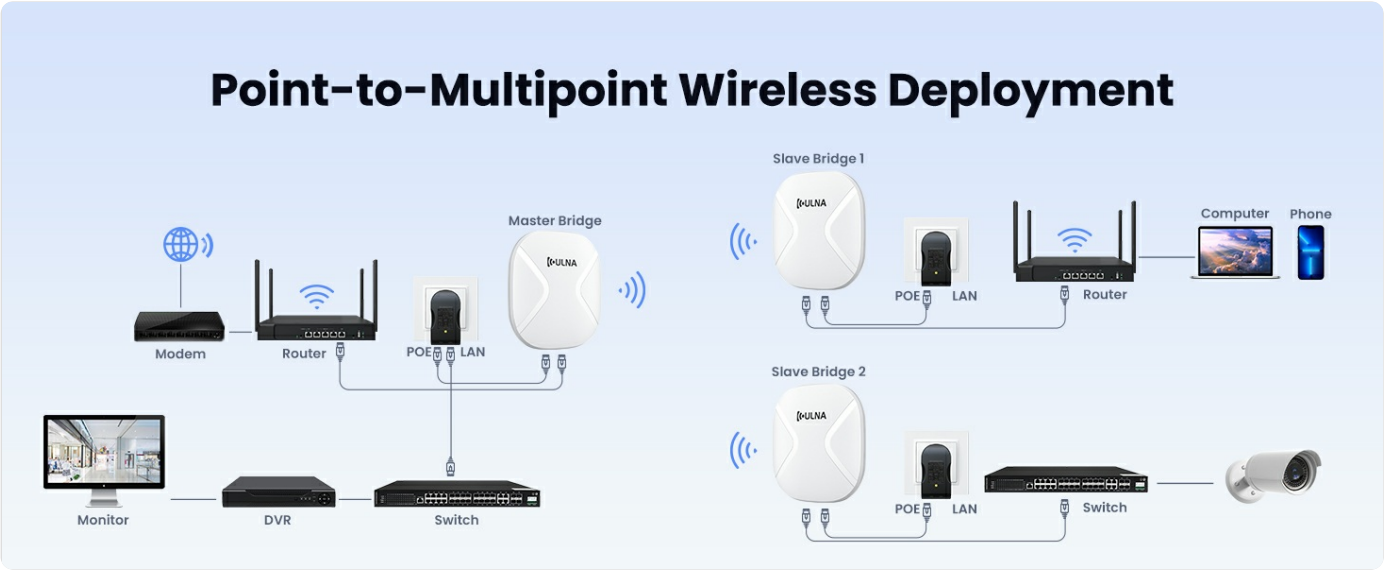 Point-to-Multipoint Wireless Deployment
Slave Bridge 1
ULNA
Computer Phone
POE LAN
Router
Master Bridge
ULNA
Modem
Router
POE LAN
Slave Bridge 2
ULNA
POE LAN
Switch
Monitor
DVR
Switch